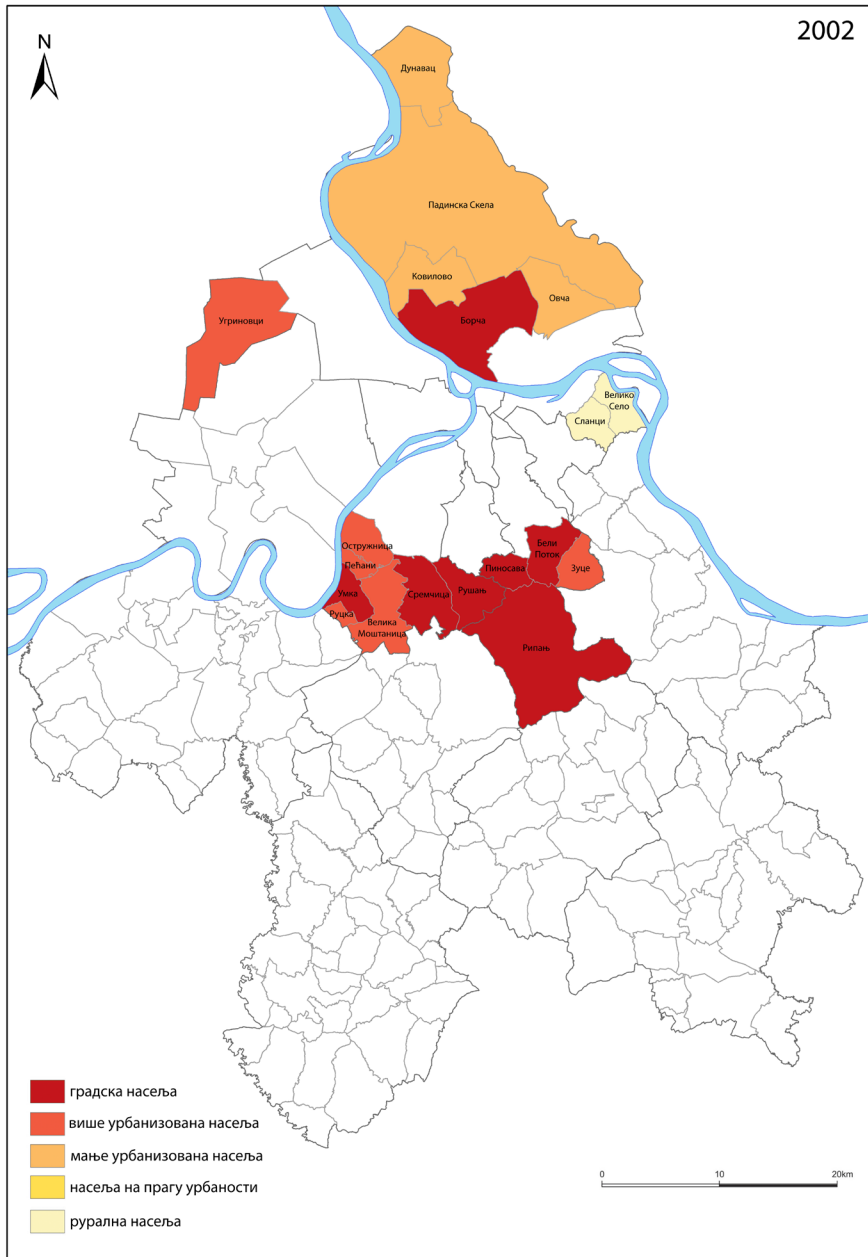 2002
N
Дунавац
Падинска Скела
Ковилово
Овча
Борча
Угриновци
Велико
Село
Сланци
Остружница
Пећани
Умка
Руцка
Велика
Моштаница
Сремчица
Рушањ
Пиносава
Бели
Поток
Зуце
Рипањ
градска насеља
више урбанизована насеља
мање урбанизована насеља
насеља на прагу урбаности
рурална насеља
0 10 20km